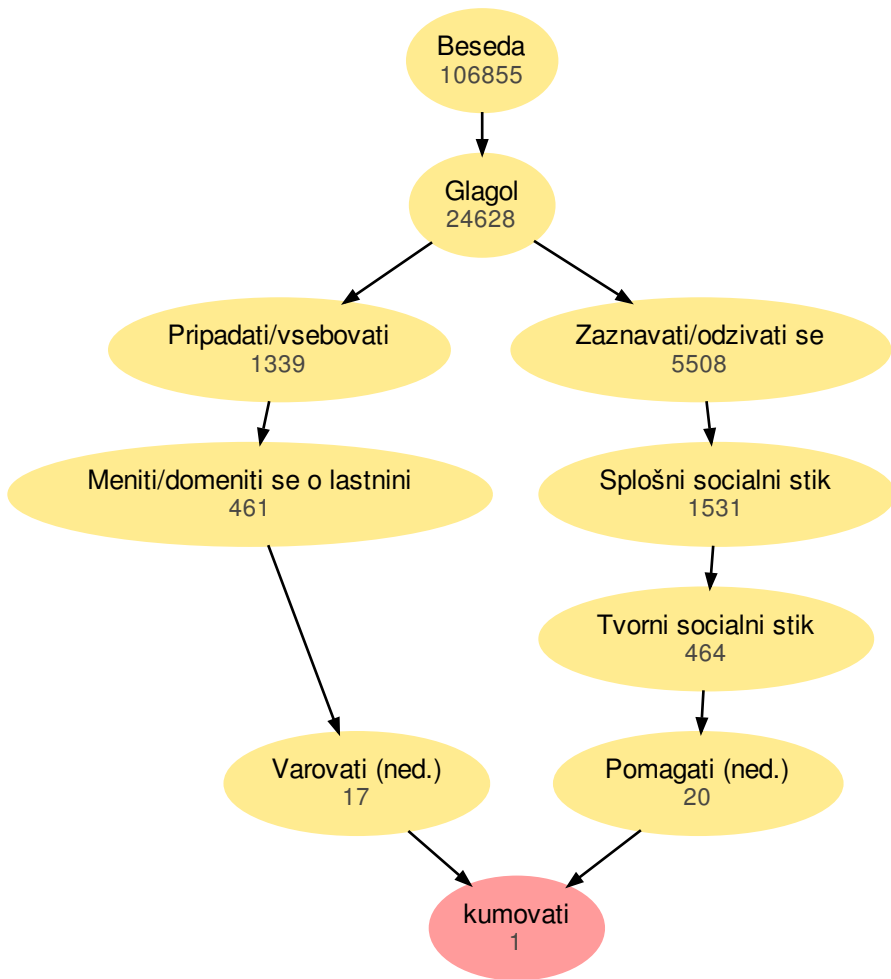 Beseda
106855
Glagol
24628
Pripadati/vsebovati
1339
Zaznavati/odzivati se
5508
Meniti/domeniti se o lastnini
461
Splošni socialni stik
1531
Tvorni socialni stik
464
Varovati (ned.)
17
Pomagati (ned.)
20
kumovati
1